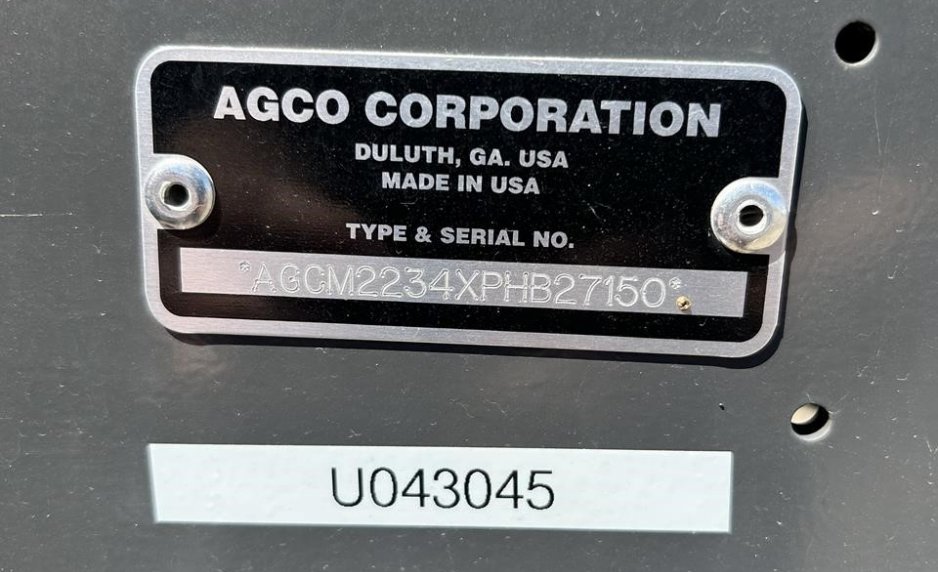 AGCO CORPORATION
DULUTH, GA. USA
MADE IN USA
TYPE & SERIAL NO.
*AGCM2234XPHB27150*
U043045